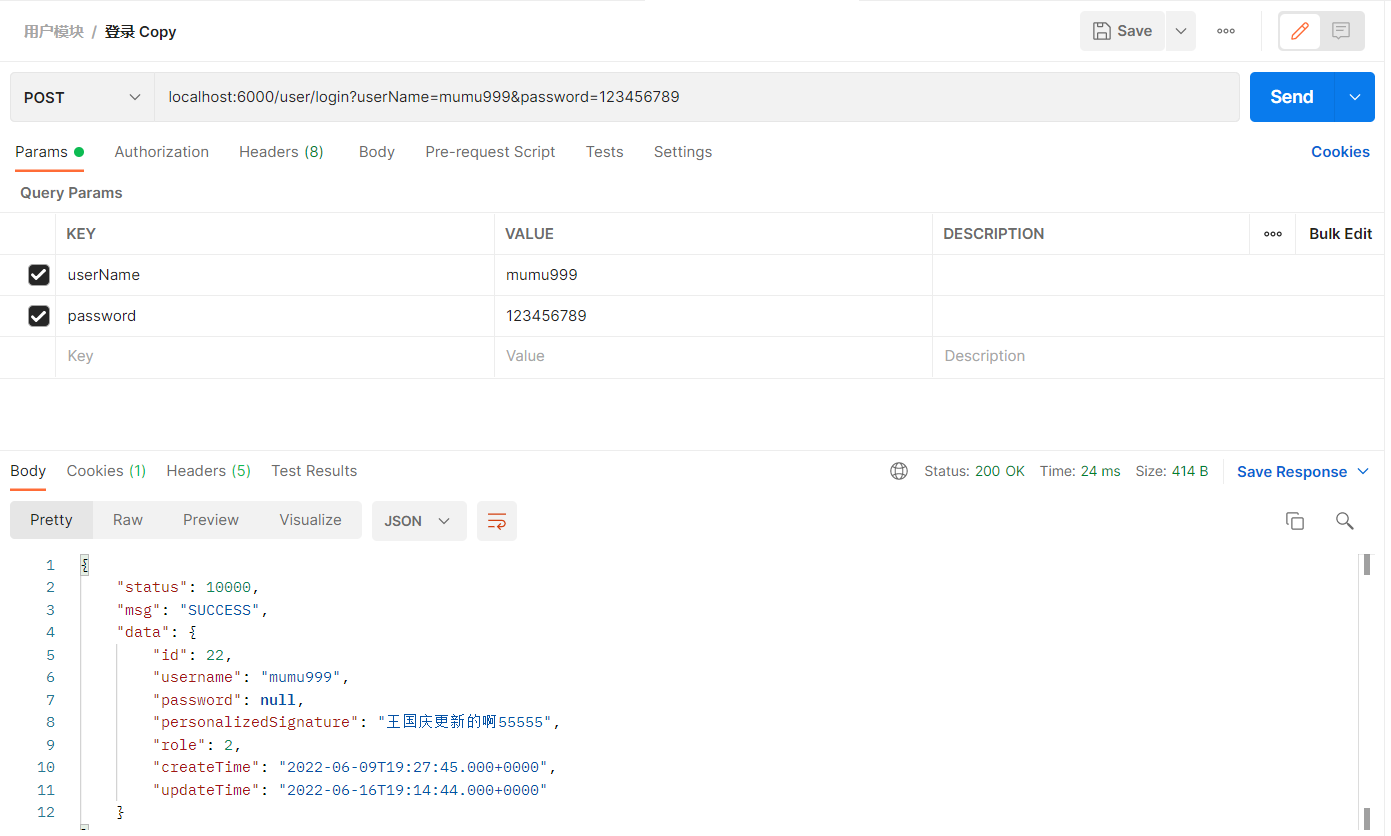 用户模块 / 登录 Copy
Save
POST
localhost:6000/user/login?userName=mumu999&password=123456789
Send
Params Authorization Headers (8) Body Pre-request Script Tests Settings Cookies
Query Params
KEY VALUE DESCRIPTION Bulk Edit
userName mumu999
password 123456789
Key Value Description
Body Cookies (1) Headers (5) Test Results Status: 200 OK Time: 24 ms Size: 414 B Save Response
Pretty Raw Preview Visualize JSON
1 {
2 "status": 10000,
3 "msg": "SUCCESS",
4 "data": {
5 "id": 22,
6 "username": "mumu999",
7 "password": null,
8 "personalizedSignature": "王国庆更新的啊55555",
9 "role": 2,
10 "createTime": "2022-06-09T19:27:45.000+0000",
11 "updateTime": "2022-06-16T19:14:44.000+0000"
12 }